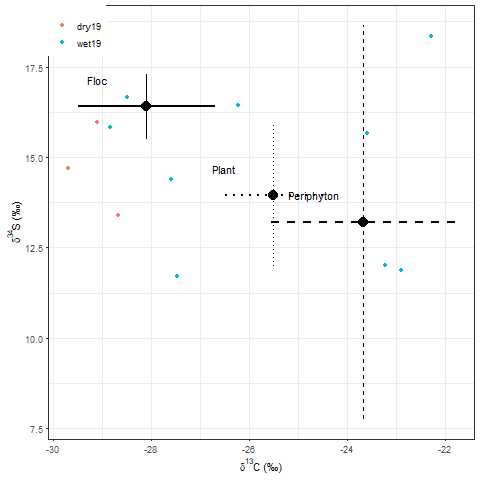 dry19
wet19
Floc
Plant
Periphyton
17.5
15.0
12.5
10.0
7.5
δ34S (‰)
-30 -28 -26 -24 -22
δ13C (‰)